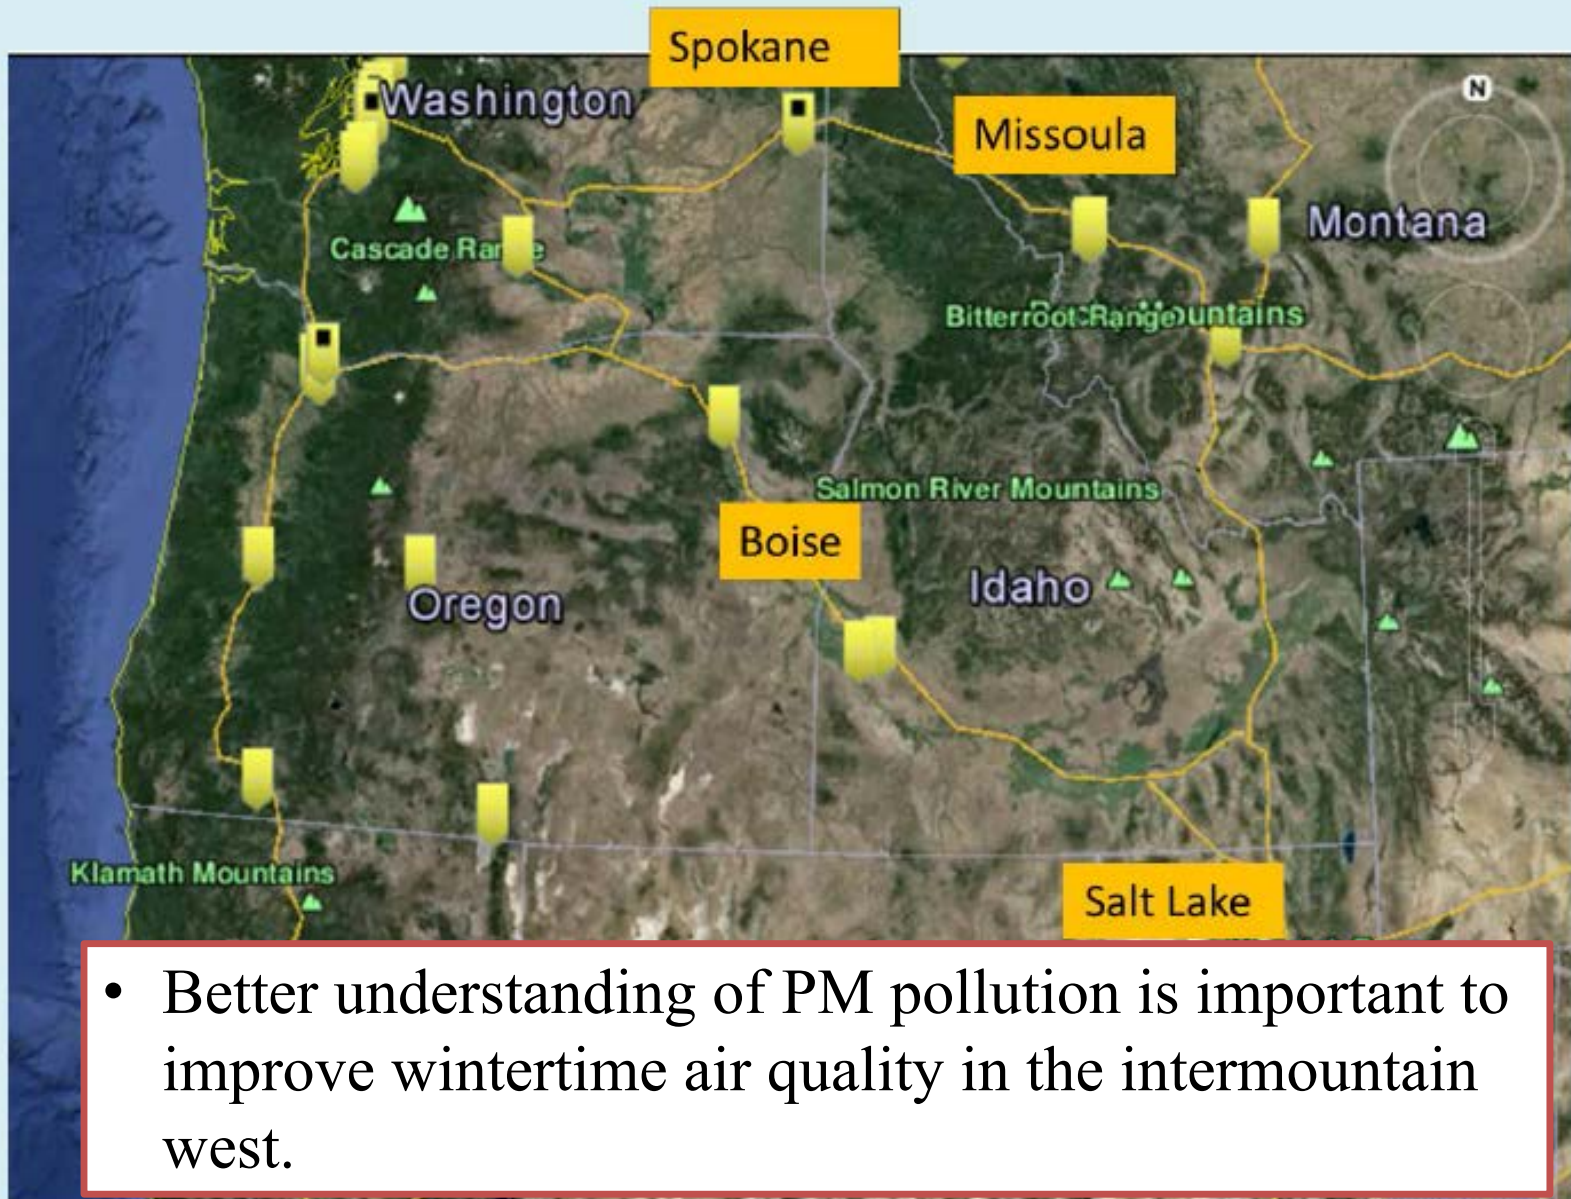 Spokane
Washington
N
Missoula
Montana
Cascade Range
Bitterroot Range
Salmon River Mountains
Boise
Idaho
Oregon
Klamath Mountains
Salt Lake
• Better understanding of PM pollution is important to
improve wintertime air quality in the intermountain
west.